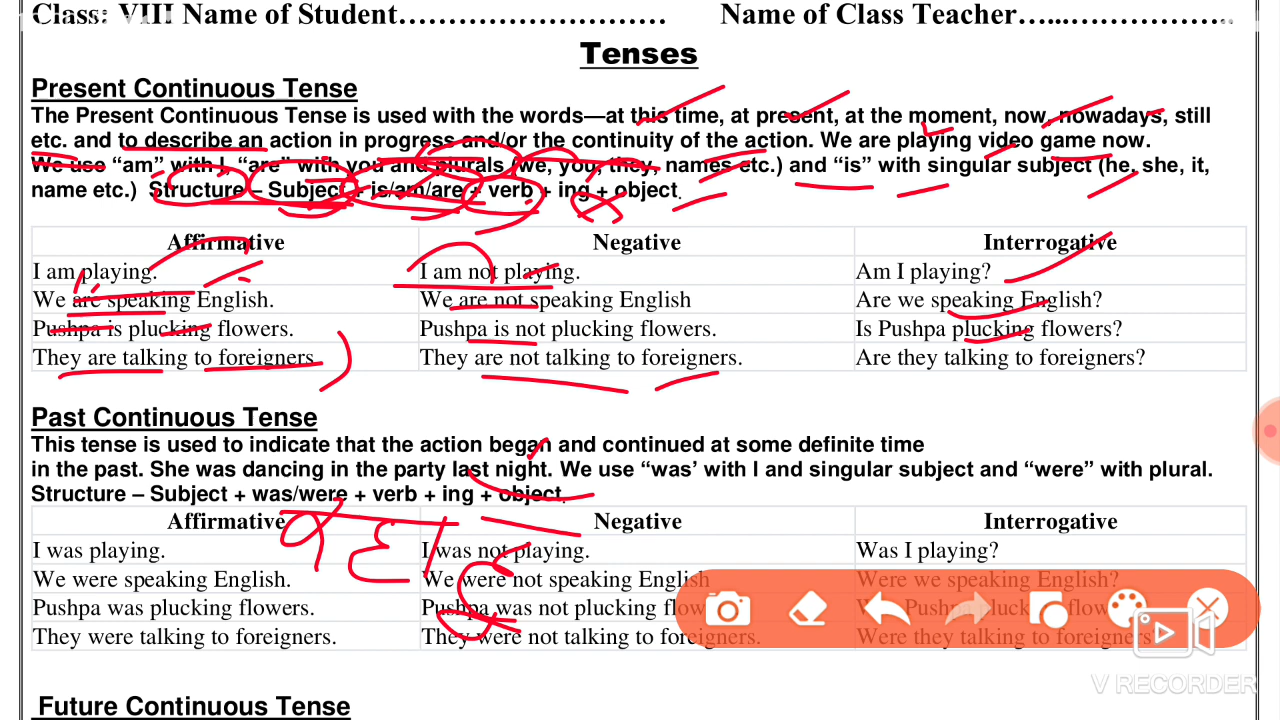 Class: VIII Name of Student……………………… Name of Class Teacher…...……………..
Tenses
Present Continuous Tense
The Present Continuous Tense is used with the words—at this time, at present, at the moment, now, nowadays, still
etc. and to describe an action in progress and/or the continuity of the action. We are playing video game now.
We use “am” with I, “are” with you and plurals (we, you, they, names etc.) and “is” with singular subject (he, she, it,
name etc.) Structure – Subject + is/am/are + verb + ing + object.
Affirmative Negative Interrogative
I am playing. I am not playing. Am I playing?
We are speaking English. We are not speaking English Are we speaking English?
Pushpa is plucking flowers. Pushpa is not plucking flowers. Is Pushpa plucking flowers?
They are talking to foreigners. They are not talking to foreigners. Are they talking to foreigners?
Past Continuous Tense
This tense is used to indicate that the action began and continued at some definite time
in the past. She was dancing in the party last night. We use “was’ with I and singular subject and “were” with plural.
Structure – Subject + was/were + verb + ing + object.
Affirmative Negative Interrogative
I was playing. I was not playing. Was I playing?
We were speaking English. We were not speaking English Were we speaking English?
Pushpa was plucking flowers. Pushpa was not plucking flow Pushp pluck flow
They were talking to foreigners. They were not talking to foreigners. Were they talking to foreigners
V RECORDER
Future Continuous Tense